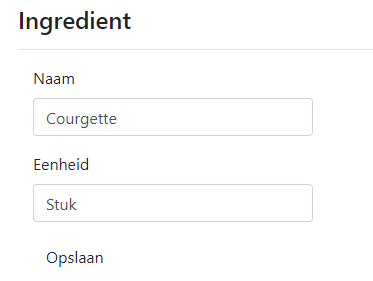 Ingredient
Naam
Courgette
Eenheid
Stuk
Opslaan